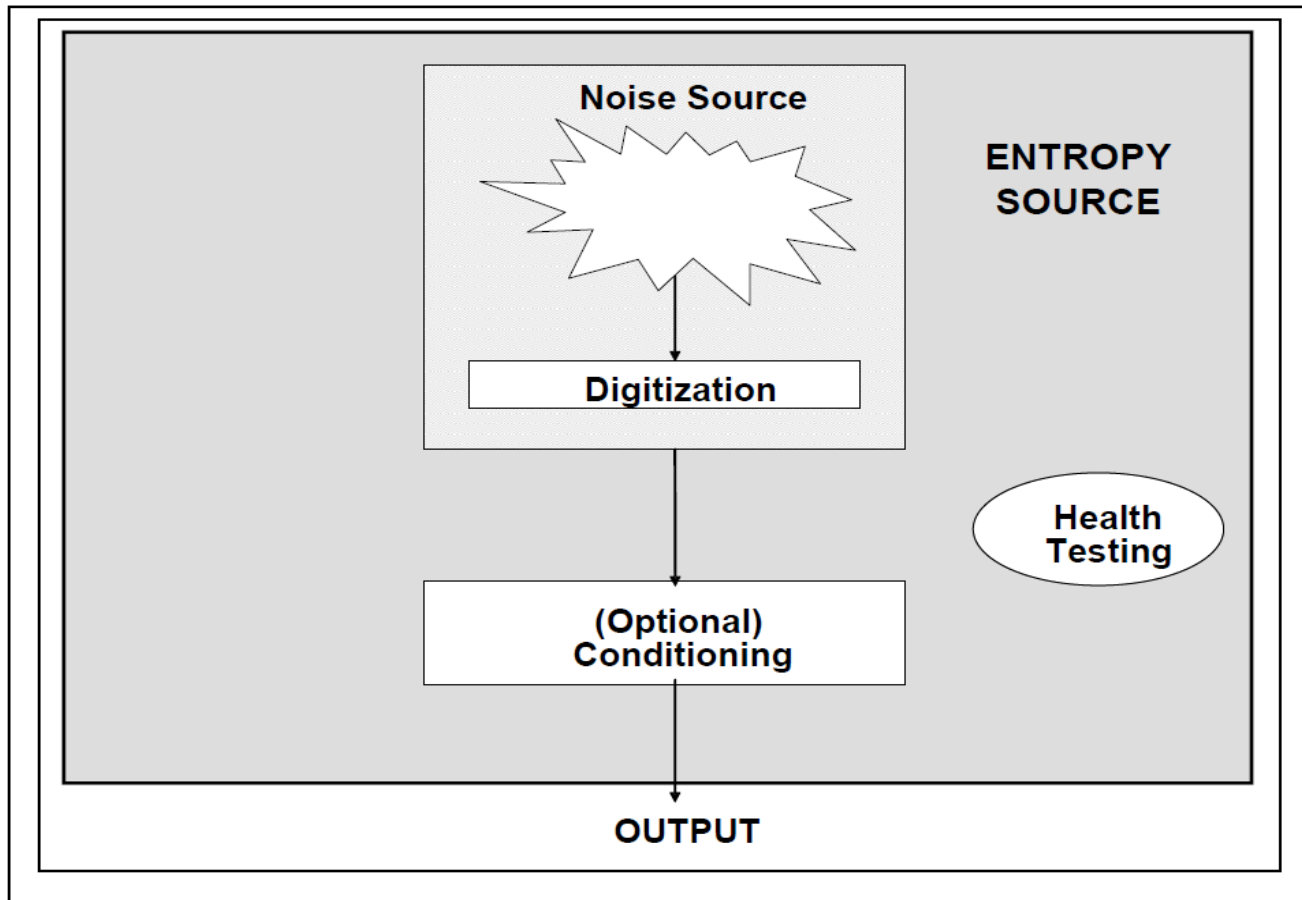 Noise Source
ENTROPY
SOURCE
Digitization
Health
Testing
(Optional)
Conditioning
OUTPUT